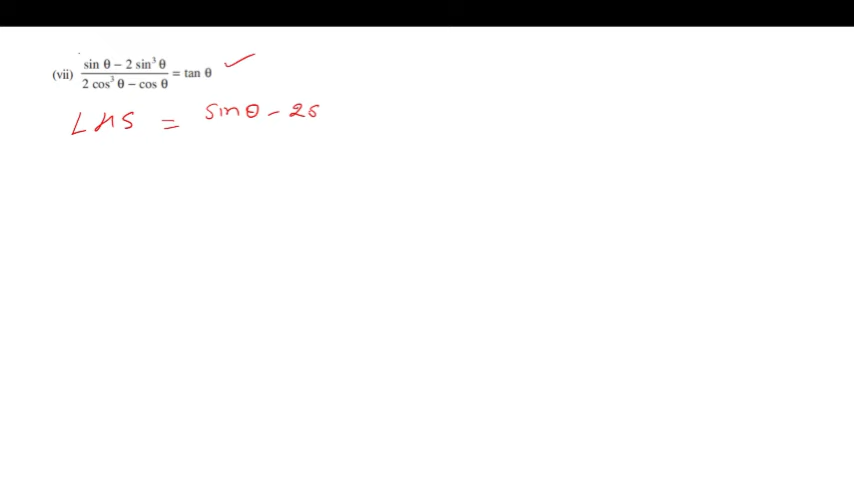 (vii) (sin θ − 2 sin³ θ)/(2 cos³ θ − cos θ) = tan θ ✓
LHS = sinθ − 2s